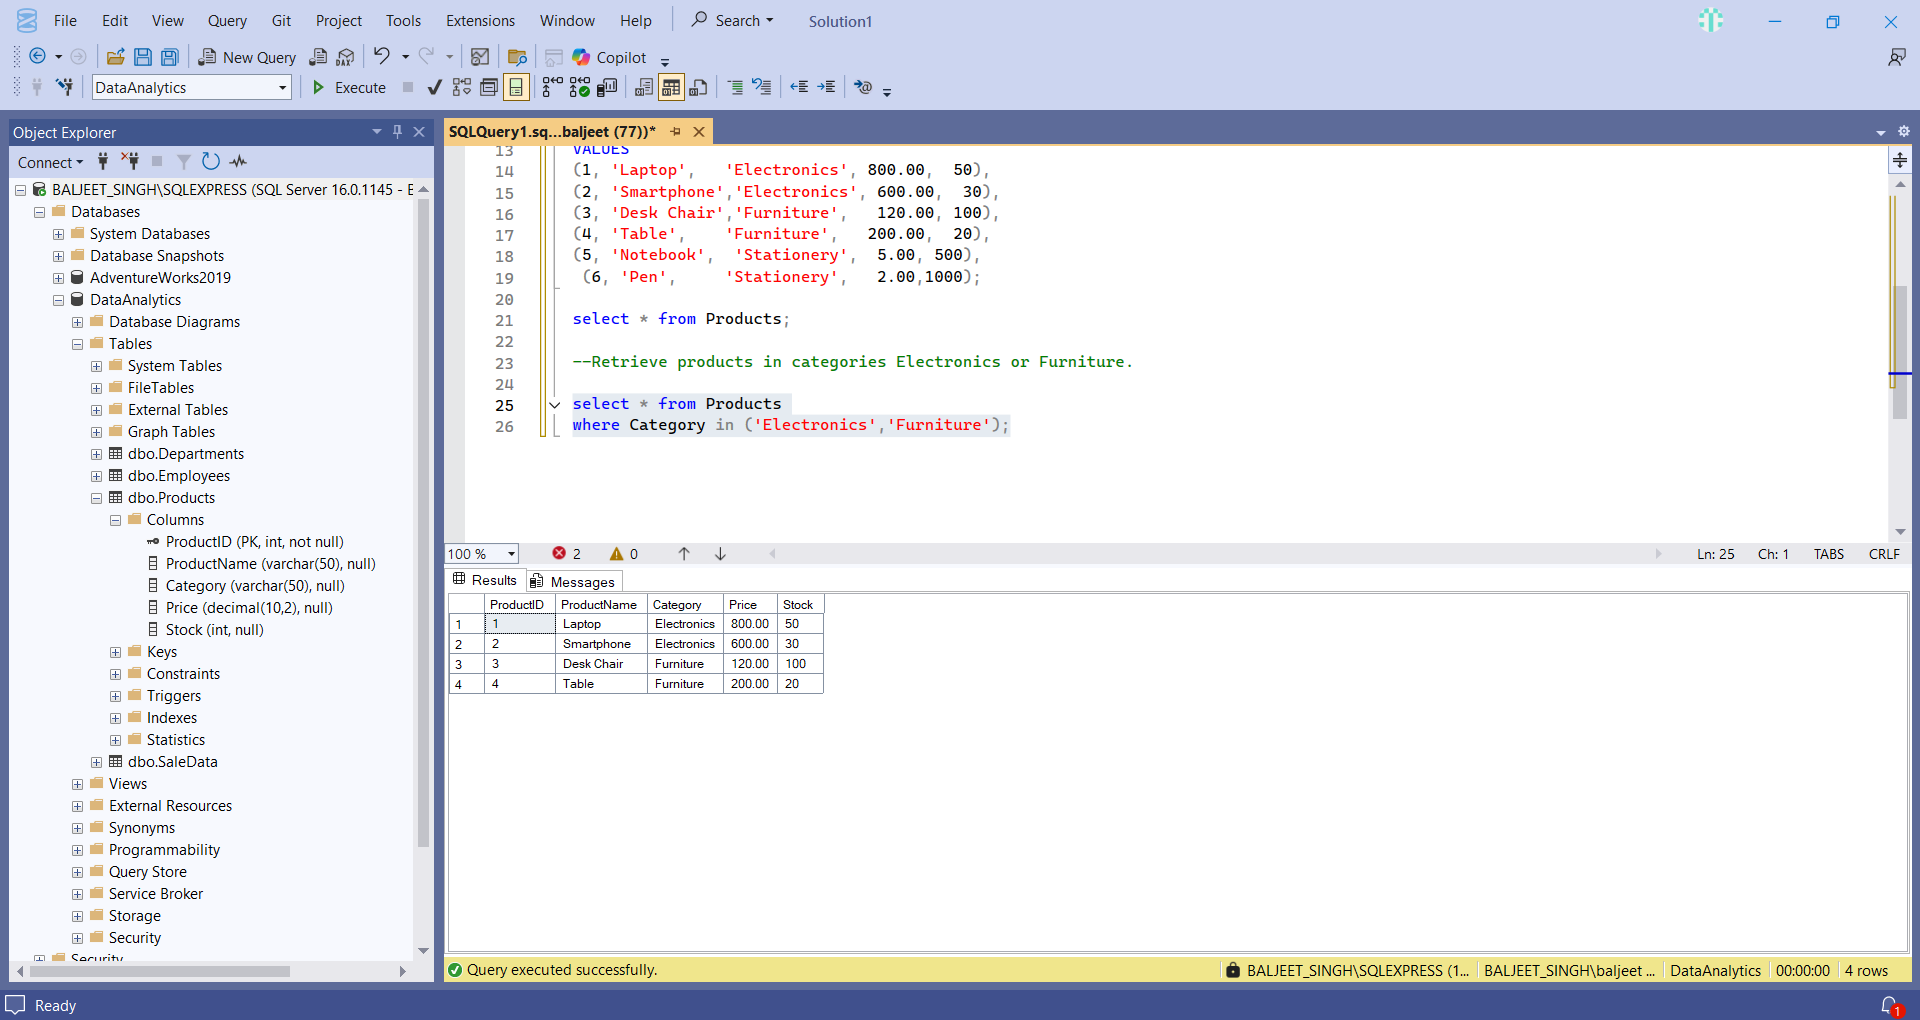 File Edit View Query Git Project Tools Extensions Window Help Search Solution1
New Query DAX Copilot
DataAnalytics Execute
Object Explorer
Connect
BALJEET_SINGH\SQLEXPRESS (SQL Server 16.0.1145 - E
Databases
System Databases
Database Snapshots
AdventureWorks2019
DataAnalytics
Database Diagrams
Tables
System Tables
FileTables
External Tables
Graph Tables
dbo.Departments
dbo.Employees
dbo.Products
Columns
ProductID (PK, int, not null)
ProductName (varchar(50), null)
Category (varchar(50), null)
Price (decimal(10,2), null)
Stock (int, null)
Keys
Constraints
Triggers
Indexes
Statistics
dbo.SaleData
Views
External Resources
Synonyms
Programmability
Query Store
Service Broker
Storage
Security
Security
SQLQuery1.sq...baljeet (77))*
13 VALUES
14 (1, 'Laptop', 'Electronics', 800.00, 50),
15 (2, 'Smartphone','Electronics', 600.00, 30),
16 (3, 'Desk Chair','Furniture', 120.00, 100),
17 (4, 'Table', 'Furniture', 200.00, 20),
18 (5, 'Notebook', 'Stationery', 5.00, 500),
19 (6, 'Pen', 'Stationery', 2.00,1000);
20
21 select * from Products;
22
23 --Retrieve products in categories Electronics or Furniture.
24
25 select * from Products
26 where Category in ('Electronics','Furniture');
100 % 2 0 Ln: 25 Ch: 1 TABS CRLF
Results Messages
ProductID ProductName Category Price Stock
1 1 Laptop Electronics 800.00 50
2 2 Smartphone Electronics 600.00 30
3 3 Desk Chair Furniture 120.00 100
4 4 Table Furniture 200.00 20
Query executed successfully. BALJEET_SINGH\SQLEXPRESS (1... BALJEET_SINGH\baljeet ... DataAnalytics 00:00:00 4 rows
Ready 1